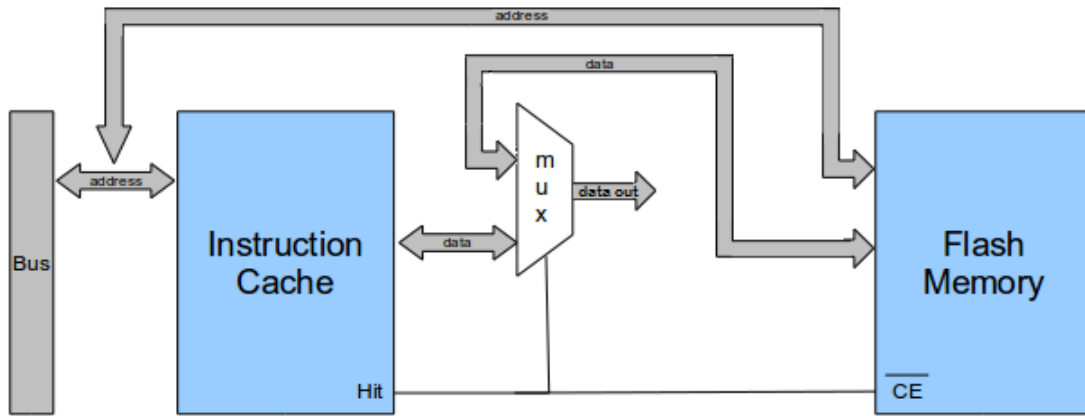 address
data
m
u
x
address
data out
data
Bus
Instruction
Cache
Flash
Memory
Hit
CE